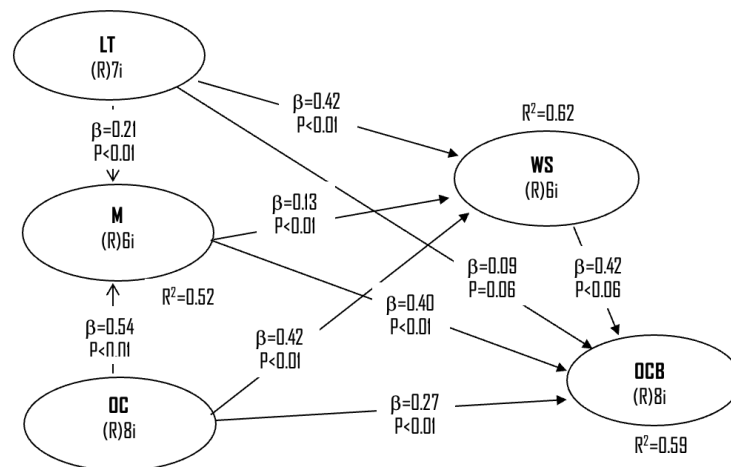 LT
(R)7i
β=0.42
P<0.01
R²=0.62
β=0.21
P<0.01
WS
(R)6i
M
(R)6i
β=0.13
P<0.01
R²=0.52
β=0.09
P=0.06
β=0.42
P<0.06
β=0.54
P<0.01
β=0.42
P<0.01
β=0.40
P<0.01
OC
(R)8i
β=0.27
P<0.01
OCB
(R)8i
R²=0.59